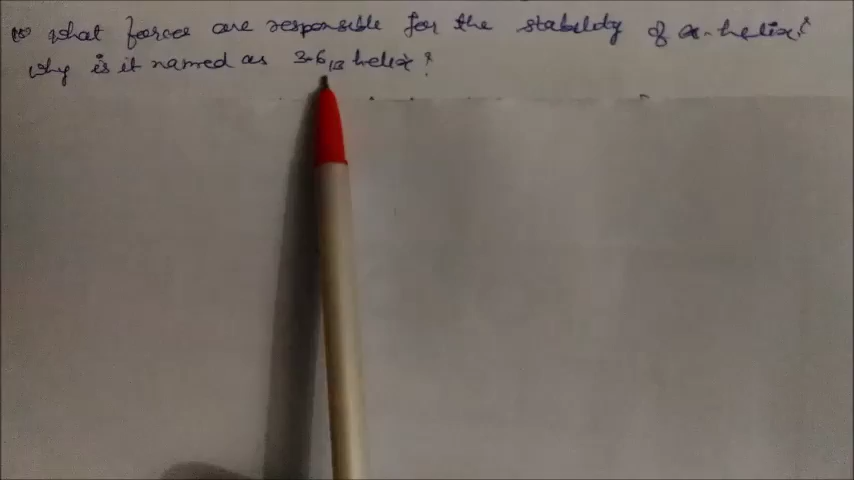 what forces are responsible for the stability of α-helix?
why is it named as 3.6₁₃ helix?